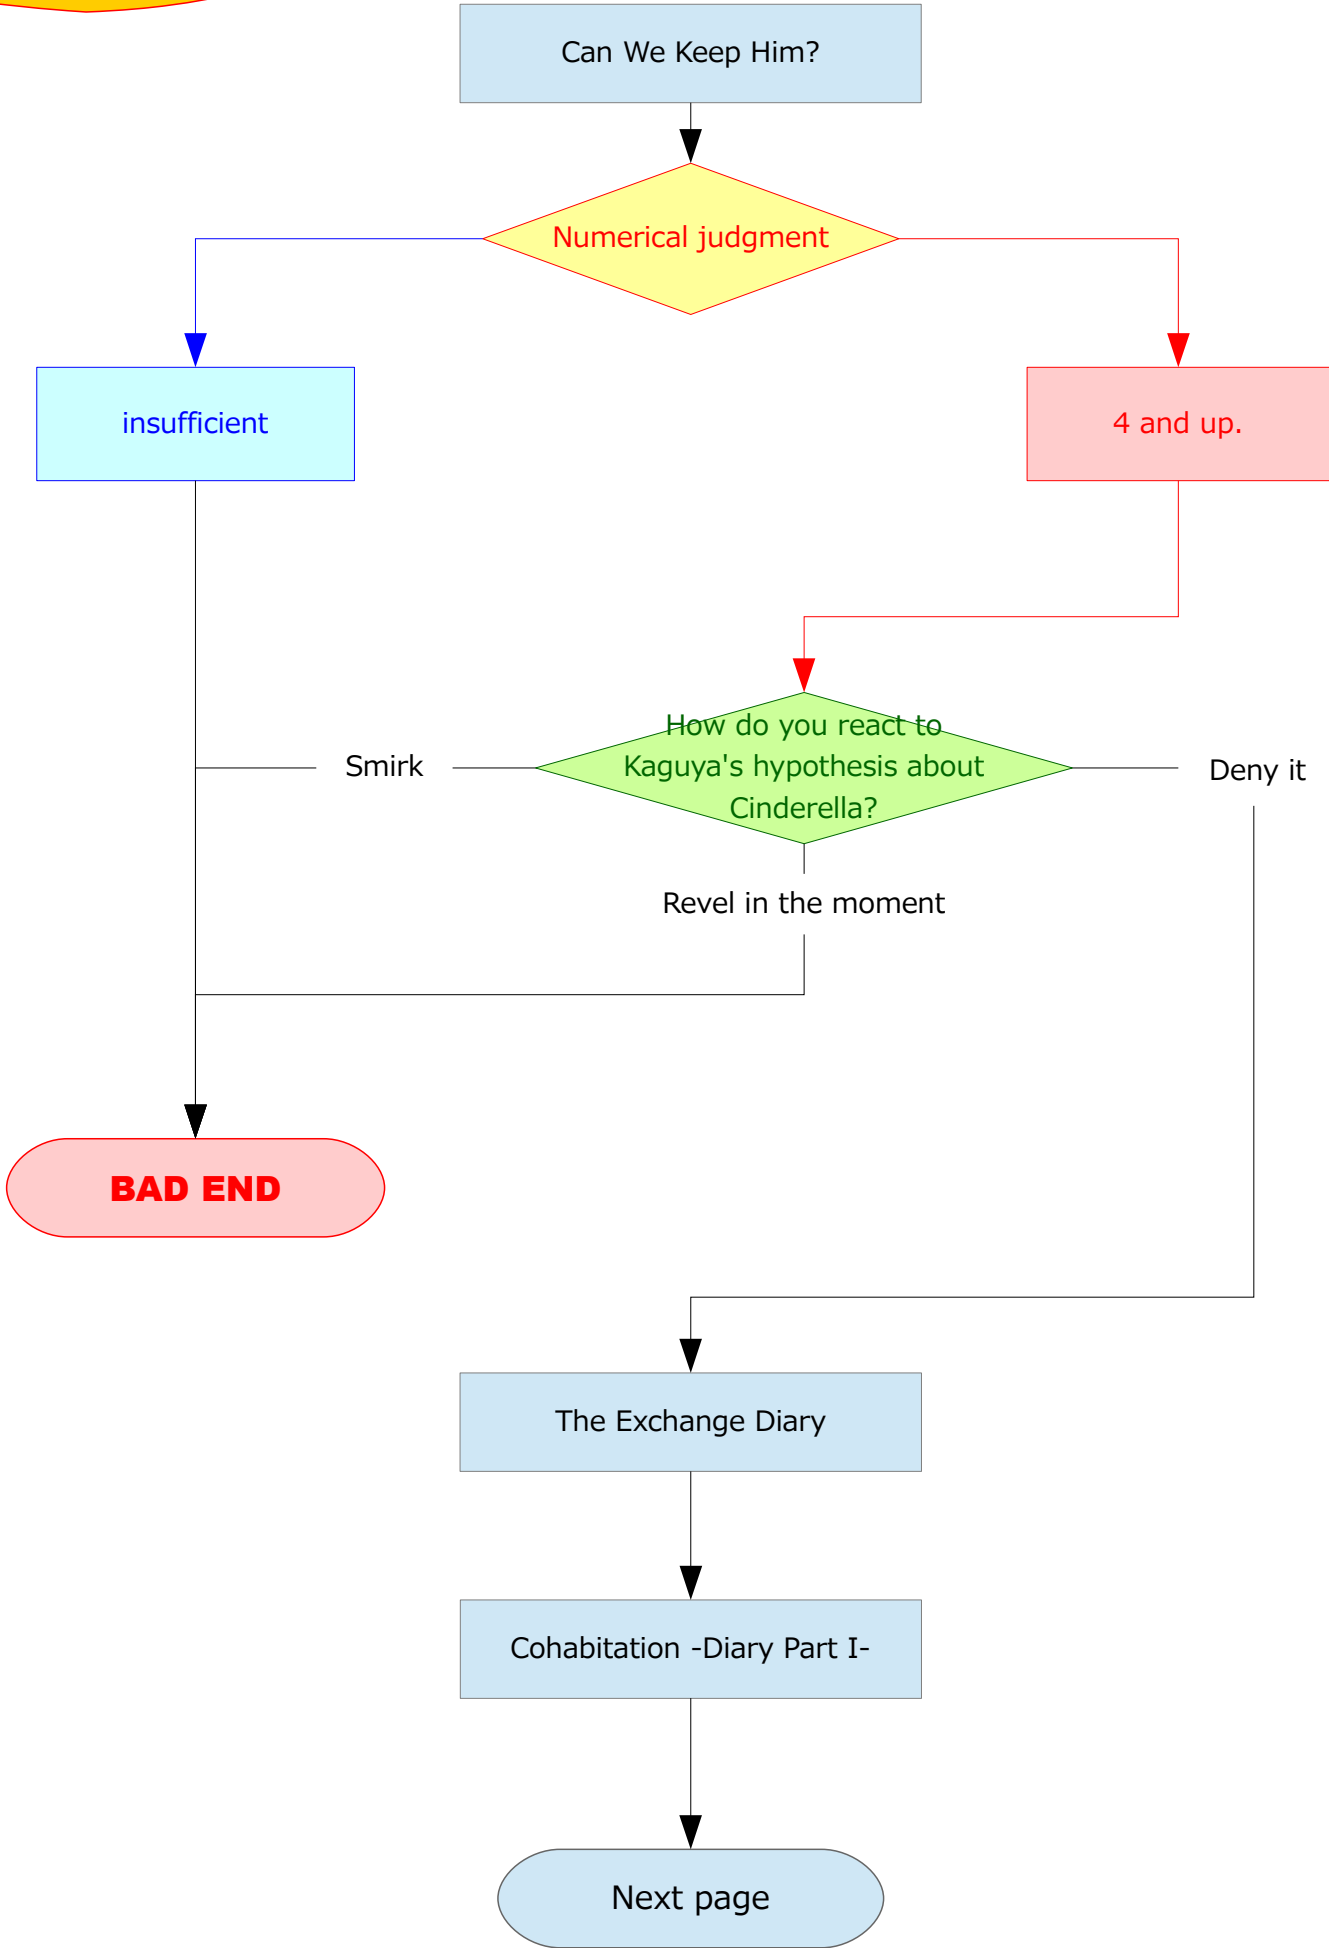 Can We Keep Him?
Numerical judgment
insufficient
4 and up.
How do you react to
Kaguya's hypothesis about
Cinderella?
Smirk
Deny it
Revel in the moment
BAD END
The Exchange Diary
Cohabitation -Diary Part I-
Next page